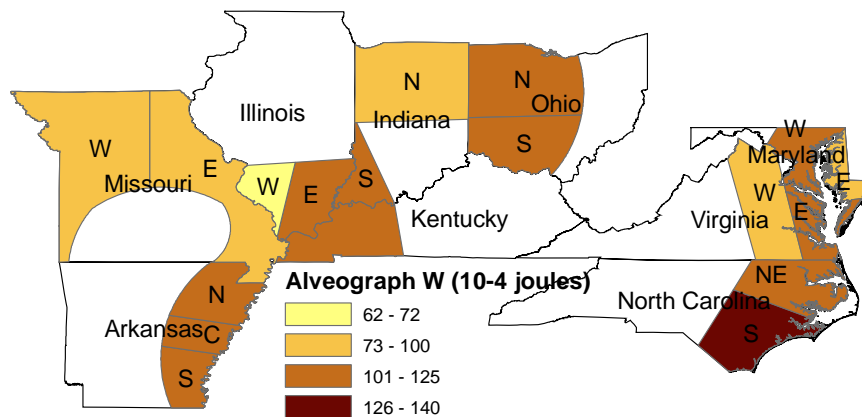 N
N
Ohio
Illinois
Indiana
W
W
E
Maryland
S
Missouri
W
E
S
W
E
E
Kentucky
Virginia
Alveograph W (10-4 joules)
NE
N
62 - 72
North Carolina
Arkansas
C
73 - 100
S
S
101 - 125
126 - 140